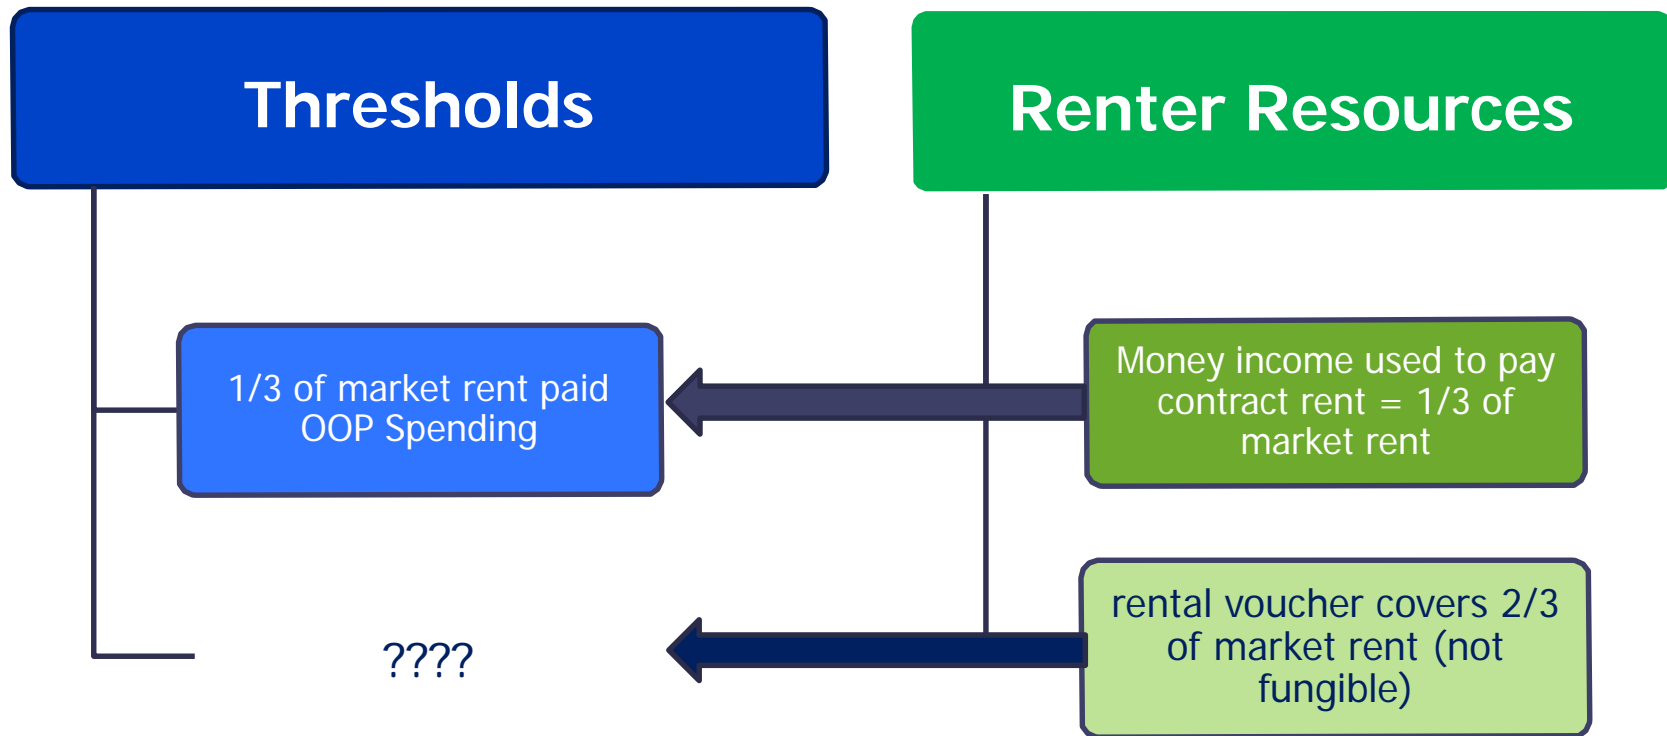 Thresholds
Renter Resources
1/3 of market rent paid
OOP Spending
Money income used to pay
contract rent = 1/3 of
market rent
????
rental voucher covers 2/3
of market rent (not
fungible)